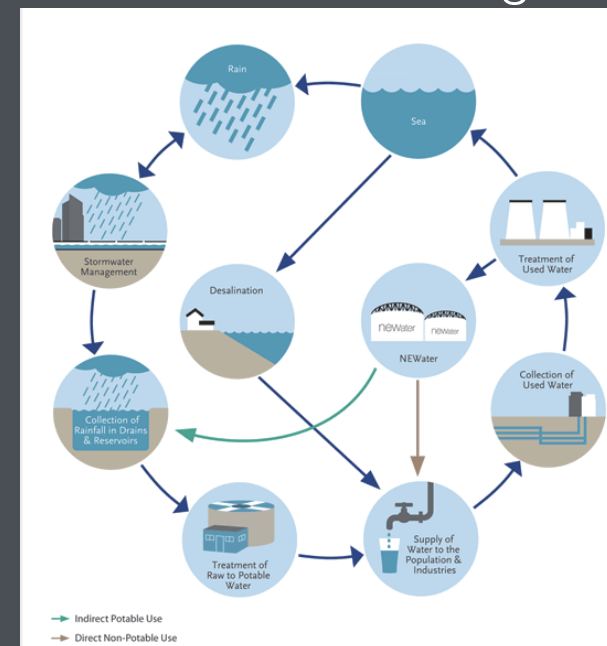 Rain
Sea
Stormwater
Management
Treatment of
Used Water
Desalination
newater
newater
NEWater
Collection of
Used Water
Collection of
Rainfall in Drains
& Reservoirs
Treatment of
Raw to Potable
Water
Supply of
Water to the
Population &
Industries
Indirect Potable Use
Direct Non-Potable Use